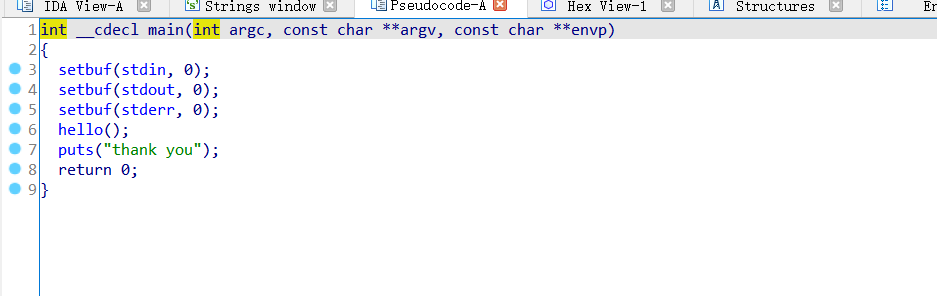 IDA View-A Strings window Pseudocode-A Hex View-1 Structures En
1 int __cdecl main(int argc, const char **argv, const char **envp)
2 {
3 setbuf(stdin, 0);
4 setbuf(stdout, 0);
5 setbuf(stderr, 0);
6 hello();
7 puts("thank you");
8 return 0;
9 }